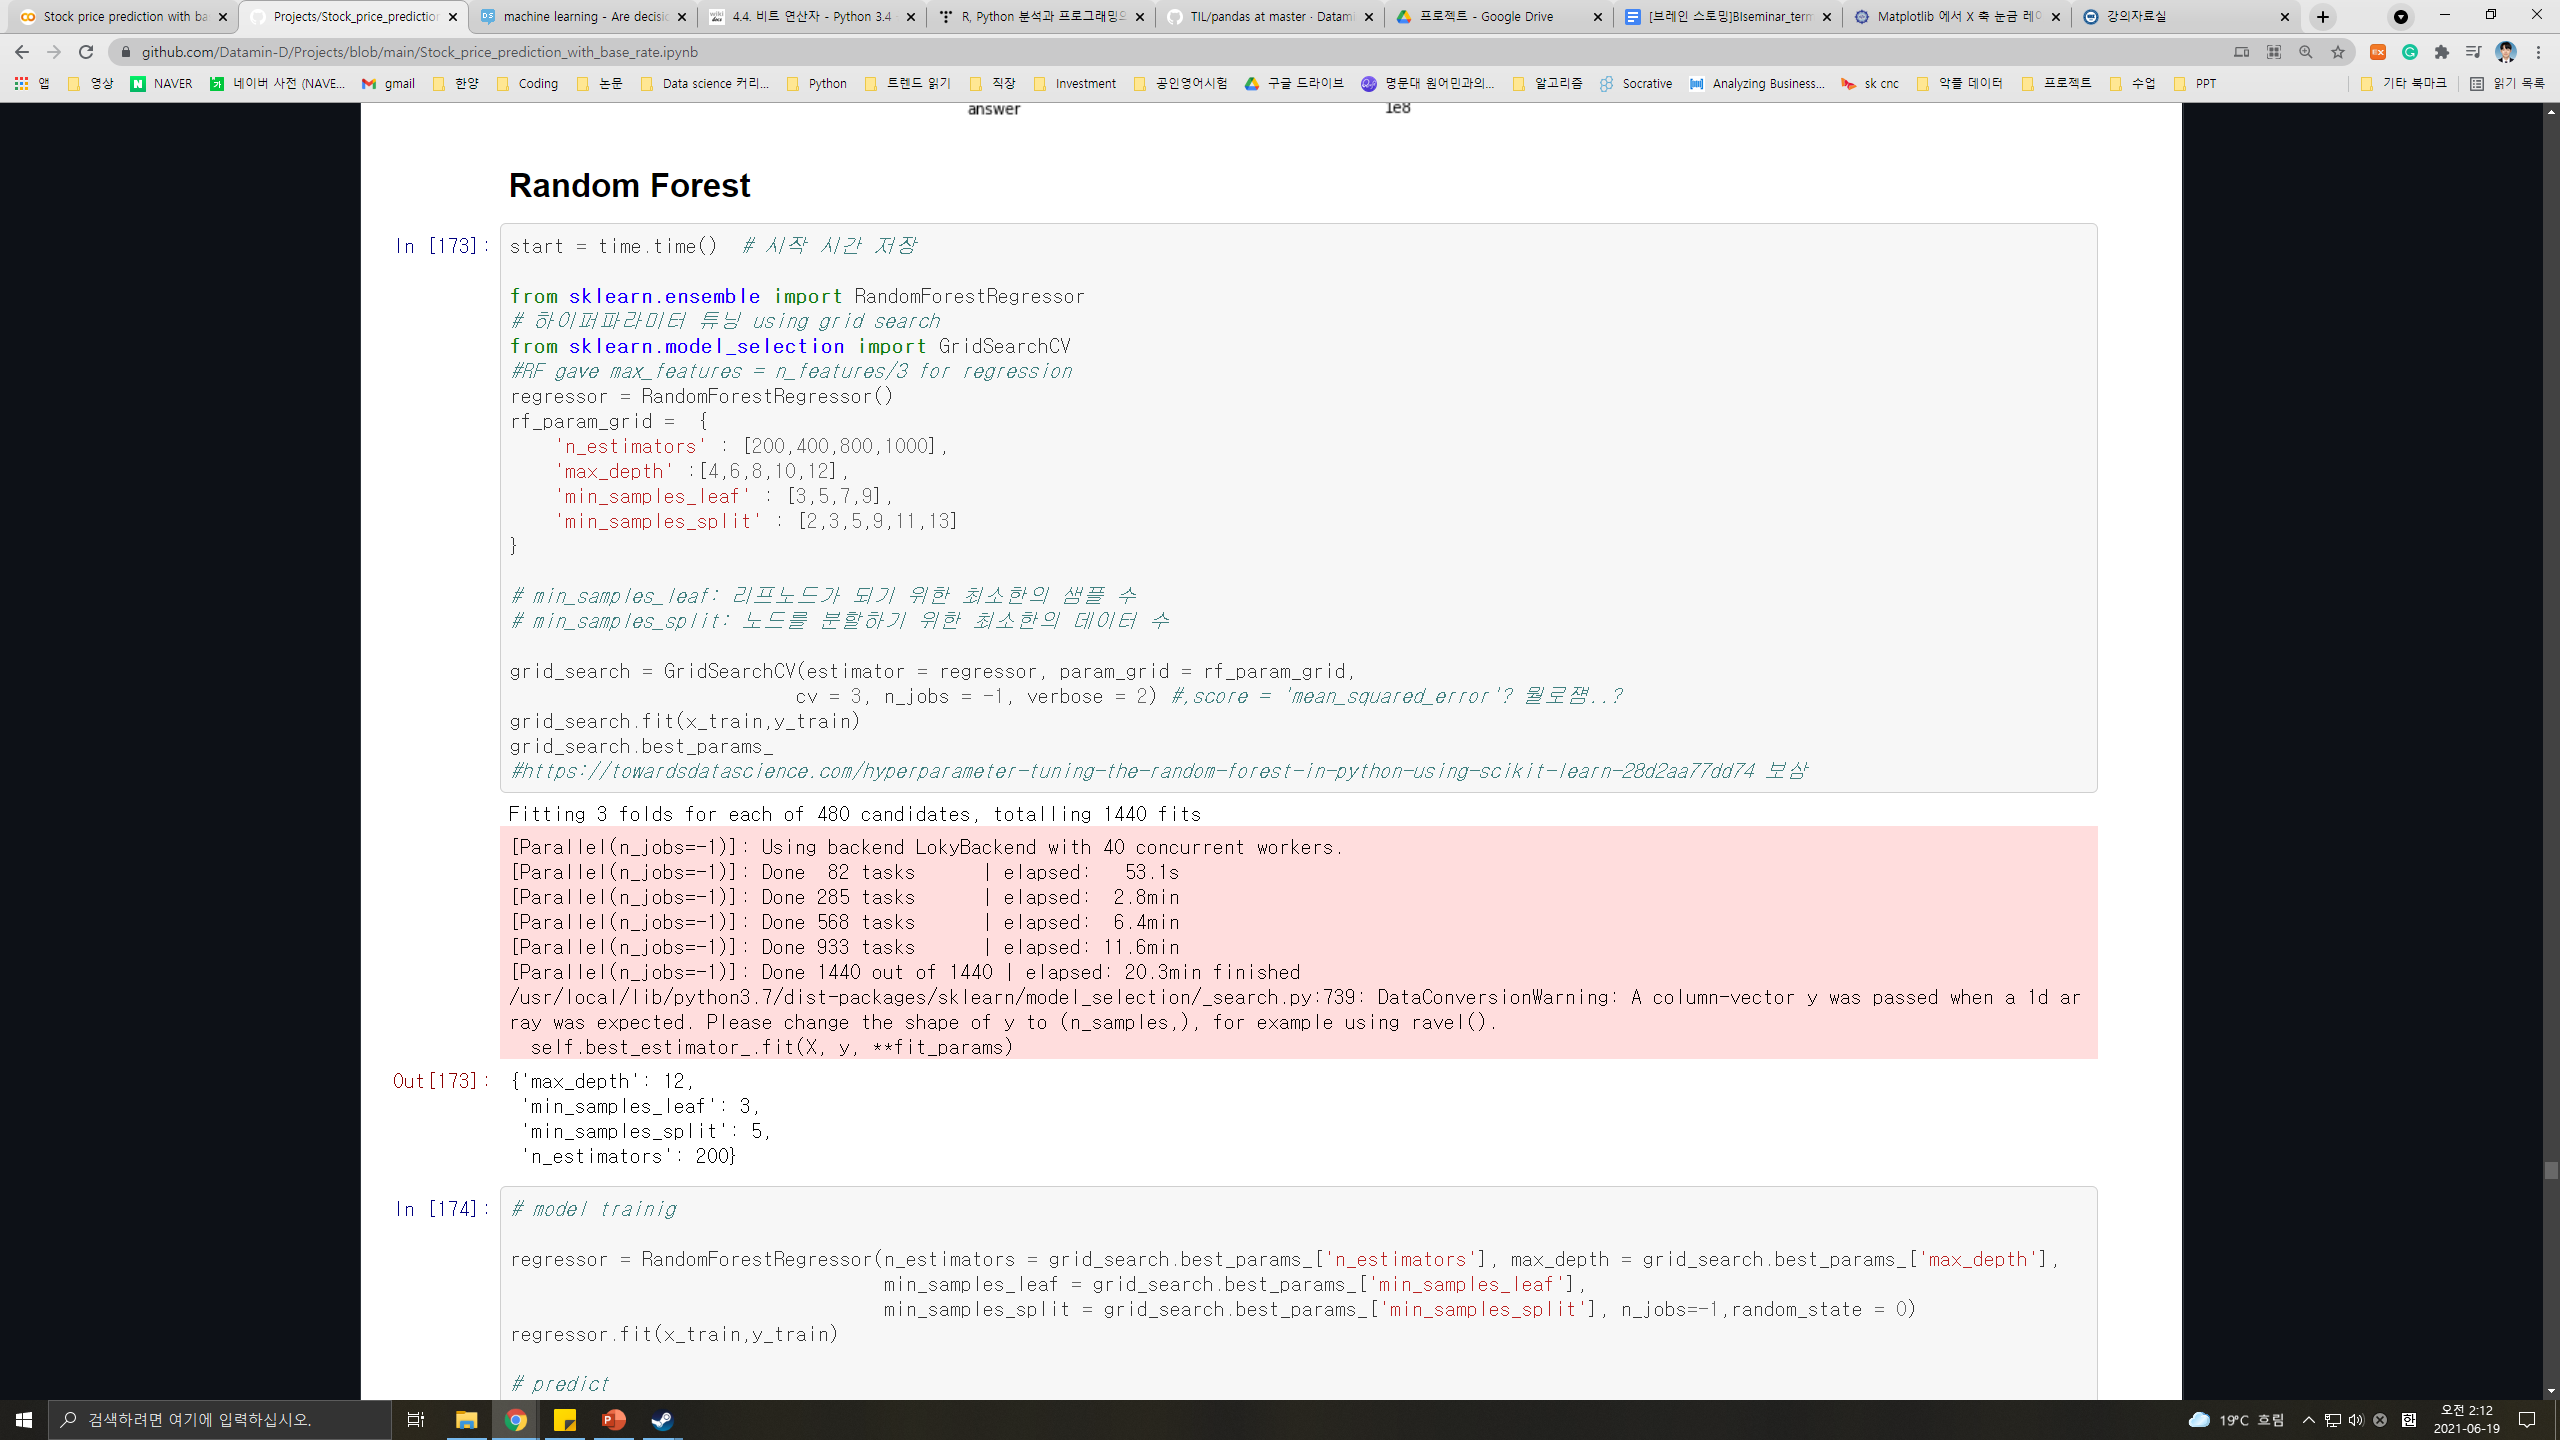 Stock price prediction with ba
Projects/Stock_price_prediction
machine learning - Are decisi
4.4. 비트 연산자 - Python 3.4
R, Python 분석과 프로그래밍의
TIL/pandas at master · Datami
프로젝트 - Google Drive
[브레인 스토밍]BIseminar_term
Matplotlib 에서 X 축 눈금 레이
강의자료실
github.com/Datamin-D/Projects/blob/main/Stock_price_prediction_with_base_rate.ipynb
앱 영상 NAVER 네이버 사전 (NAVE... gmail 한양 Coding 논문 Data science 커리... Python 트렌드 읽기 직장 Investment 공인영어시험 구글 드라이브 명문대 원어민과의... 알고리즘 Socrative Analyzing Business... sk cnc 악플 데이터 프로젝트 수업 PPT 기타 북마크 읽기 목록
answer 1e8
Random Forest
In [173]: start = time.time()  # 시작 시간 저장
from sklearn.ensemble import RandomForestRegressor
# 하이퍼파라미터 튜닝 using grid search
from sklearn.model_selection import GridSearchCV
#RF gave max_features = n_features/3 for regression
regressor = RandomForestRegressor()
rf_param_grid =  {
'n_estimators' : [200,400,800,1000],
'max_depth' :[4,6,8,10,12],
'min_samples_leaf' : [3,5,7,9],
'min_samples_split' : [2,3,5,9,11,13]
}
# min_samples_leaf: 리프노드가 되기 위한 최소한의 샘플 수
# min_samples_split: 노드를 분할하기 위한 최소한의 데이터 수
grid_search = GridSearchCV(estimator = regressor, param_grid = rf_param_grid,
cv = 3, n_jobs = -1, verbose = 2) #,score = 'mean_squared_error'? 뭘로쟴..?
grid_search.fit(x_train,y_train)
grid_search.best_params_
#https://towardsdatascience.com/hyperparameter-tuning-the-random-forest-in-python-using-scikit-learn-28d2aa77dd74 보삼
Fitting 3 folds for each of 480 candidates, totalling 1440 fits
[Parallel(n_jobs=-1)]: Using backend LokyBackend with 40 concurrent workers.
[Parallel(n_jobs=-1)]: Done  82 tasks      | elapsed:   53.1s
[Parallel(n_jobs=-1)]: Done 285 tasks      | elapsed:  2.8min
[Parallel(n_jobs=-1)]: Done 568 tasks      | elapsed:  6.4min
[Parallel(n_jobs=-1)]: Done 933 tasks      | elapsed: 11.6min
[Parallel(n_jobs=-1)]: Done 1440 out of 1440 | elapsed: 20.3min finished
/usr/local/lib/python3.7/dist-packages/sklearn/model_selection/_search.py:739: DataConversionWarning: A column-vector y was passed when a 1d ar
ray was expected. Please change the shape of y to (n_samples,), for example using ravel().
self.best_estimator_.fit(X, y, **fit_params)
Out[173]: {'max_depth': 12,
'min_samples_leaf': 3,
'min_samples_split': 5,
'n_estimators': 200}
In [174]: # model trainig
regressor = RandomForestRegressor(n_estimators = grid_search.best_params_['n_estimators'], max_depth = grid_search.best_params_['max_depth'],
min_samples_leaf = grid_search.best_params_['min_samples_leaf'],
min_samples_split = grid_search.best_params_['min_samples_split'], n_jobs=-1,random_state = 0)
regressor.fit(x_train,y_train)
# predict
검색하려면 여기에 입력하십시오.
19°C 흐림
한
오전 2:12
2021-06-19